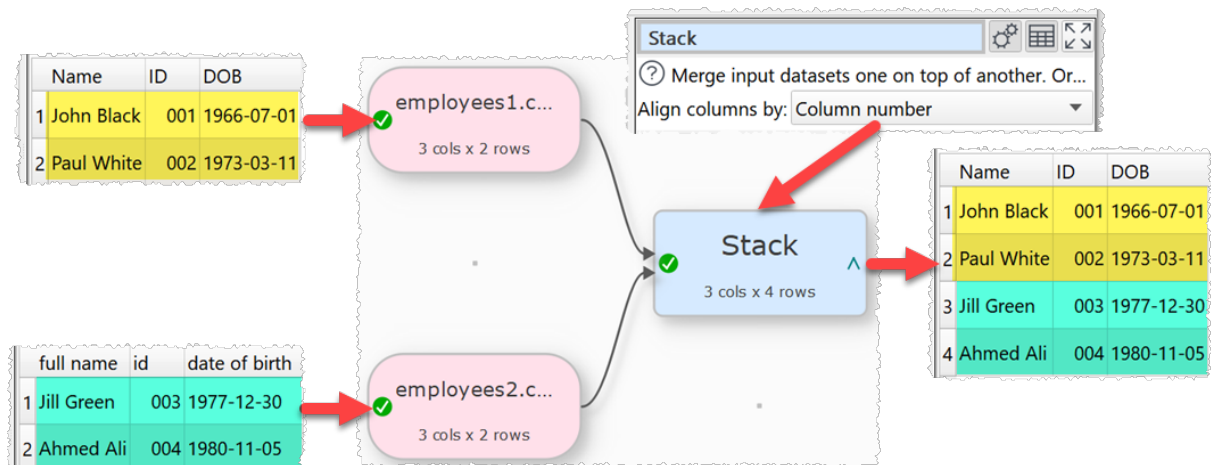 Stack
Merge input datasets one on top of another. Or...
Align columns by: Column number
Name ID DOB
1 John Black 001 1966-07-01
2 Paul White 002 1973-03-11
employees1.c...
3 cols x 2 rows
Stack
3 cols x 4 rows
Name ID DOB
1 John Black 001 1966-07-01
2 Paul White 002 1973-03-11
3 Jill Green 003 1977-12-30
4 Ahmed Ali 004 1980-11-05
full name id date of birth
1 Jill Green 003 1977-12-30
2 Ahmed Ali 004 1980-11-05
employees2.c...
3 cols x 2 rows